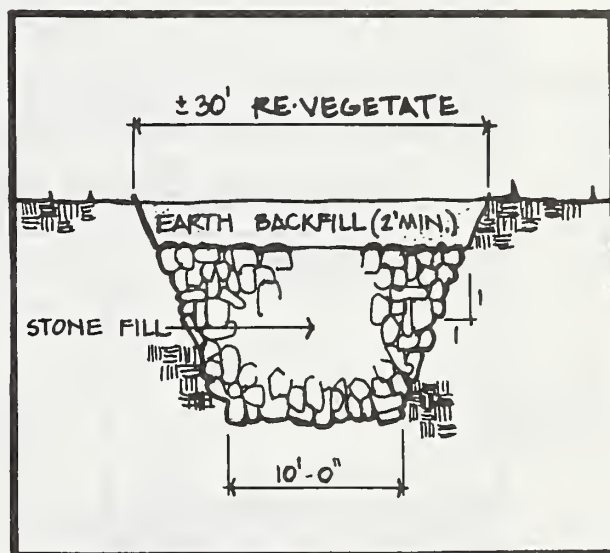 ±30' RE·VEGETATE
EARTH BACKFILL (2' MIN.)
1
1
STONE FILL
10'-0"